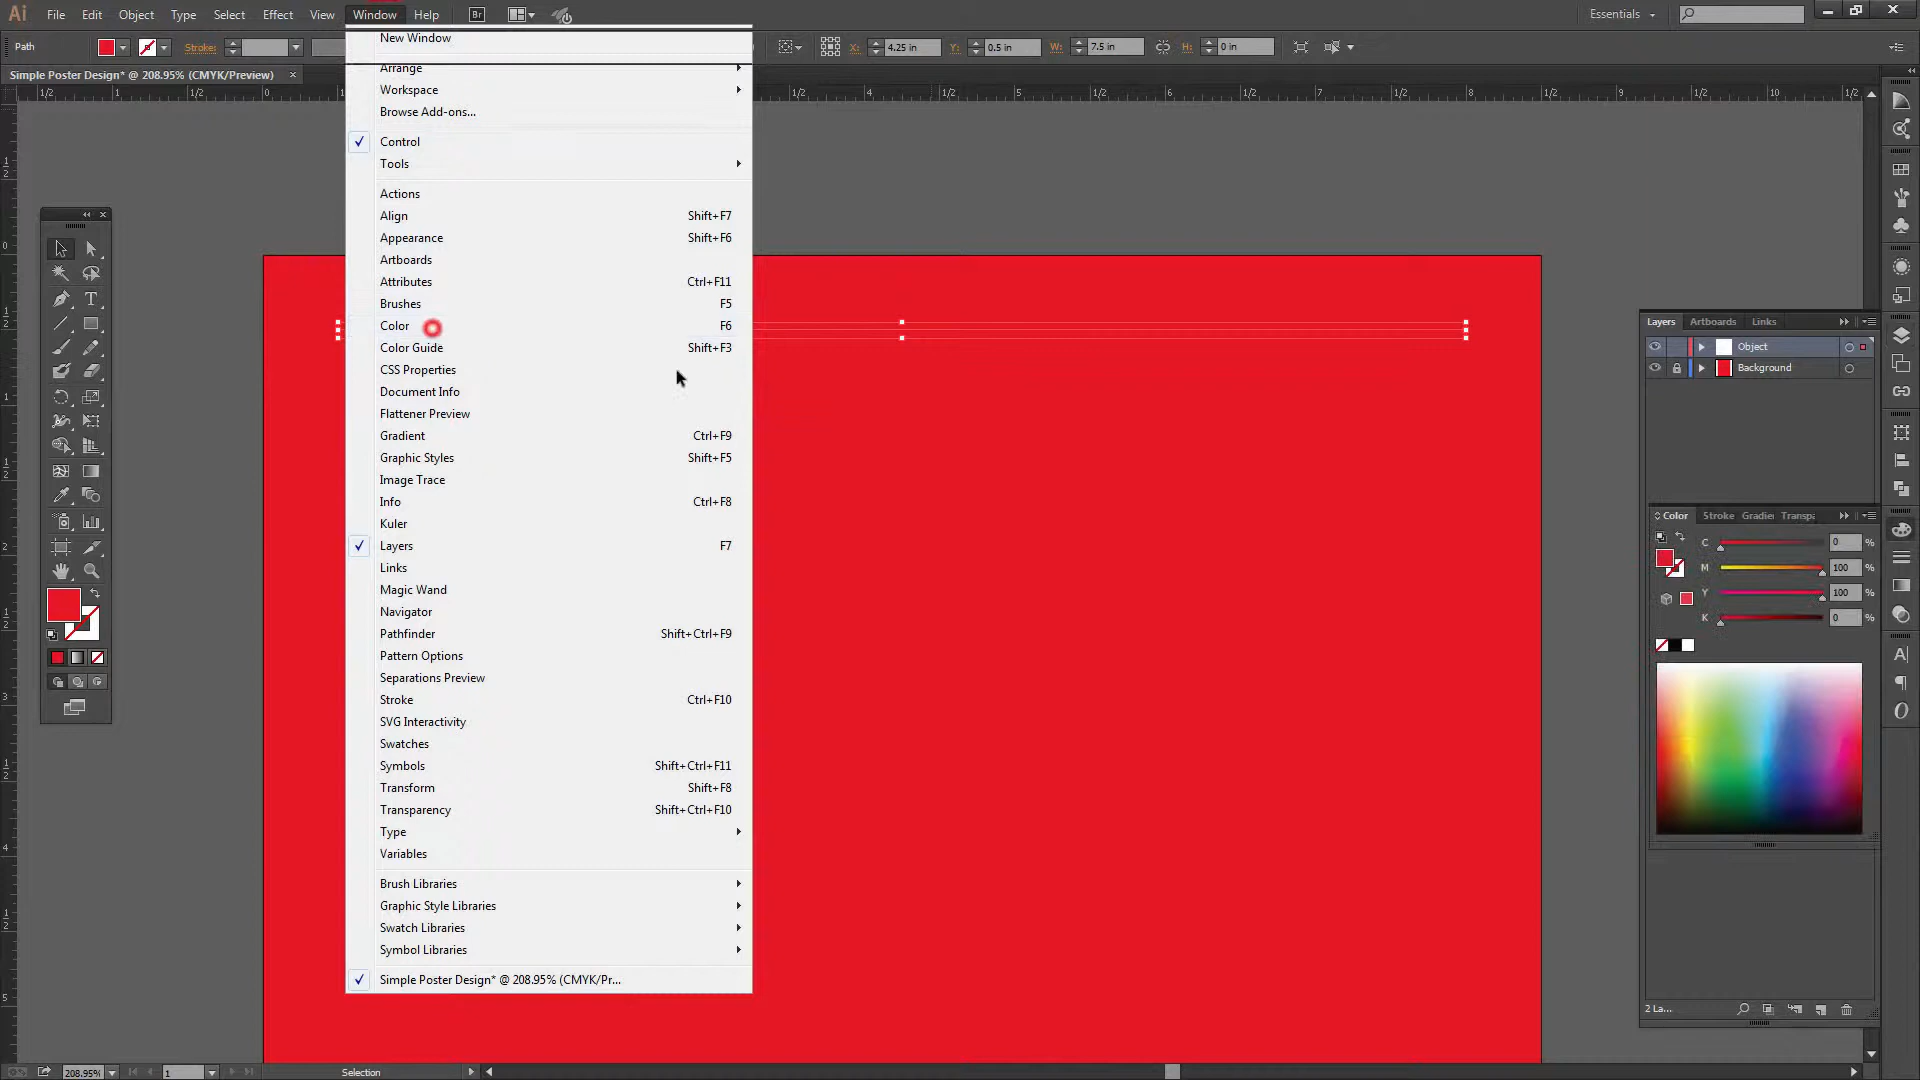 Ai File Edit Object Type Select Effect View Window Help Br Essentials
Path Stroke: X: 4.25 in Y: 0.5 in W: 7.5 in H: 0 in
Simple Poster Design* @ 208.95% (CMYK/Preview)
New Window
Arrange
Workspace
Browse Add-ons...
Control
Tools
Actions
Align Shift+F7
Appearance Shift+F6
Artboards
Attributes Ctrl+F11
Brushes F5
Color F6
Color Guide Shift+F3
CSS Properties
Document Info
Flattener Preview
Gradient Ctrl+F9
Graphic Styles Shift+F5
Image Trace
Info Ctrl+F8
Kuler
Layers F7
Links
Magic Wand
Navigator
Pathfinder Shift+Ctrl+F9
Pattern Options
Separations Preview
Stroke Ctrl+F10
SVG Interactivity
Swatches
Symbols Shift+Ctrl+F11
Transform Shift+F8
Transparency Shift+Ctrl+F10
Type
Variables
Brush Libraries
Graphic Style Libraries
Swatch Libraries
Symbol Libraries
Simple Poster Design* @ 208.95% (CMYK/Pr...
Layers Artboards Links
Object
Background
Color Stroke Gradie Transpa
C 0 %
M 100 %
Y 100 %
K 0 %
2 La...
208.95% 1 Selection